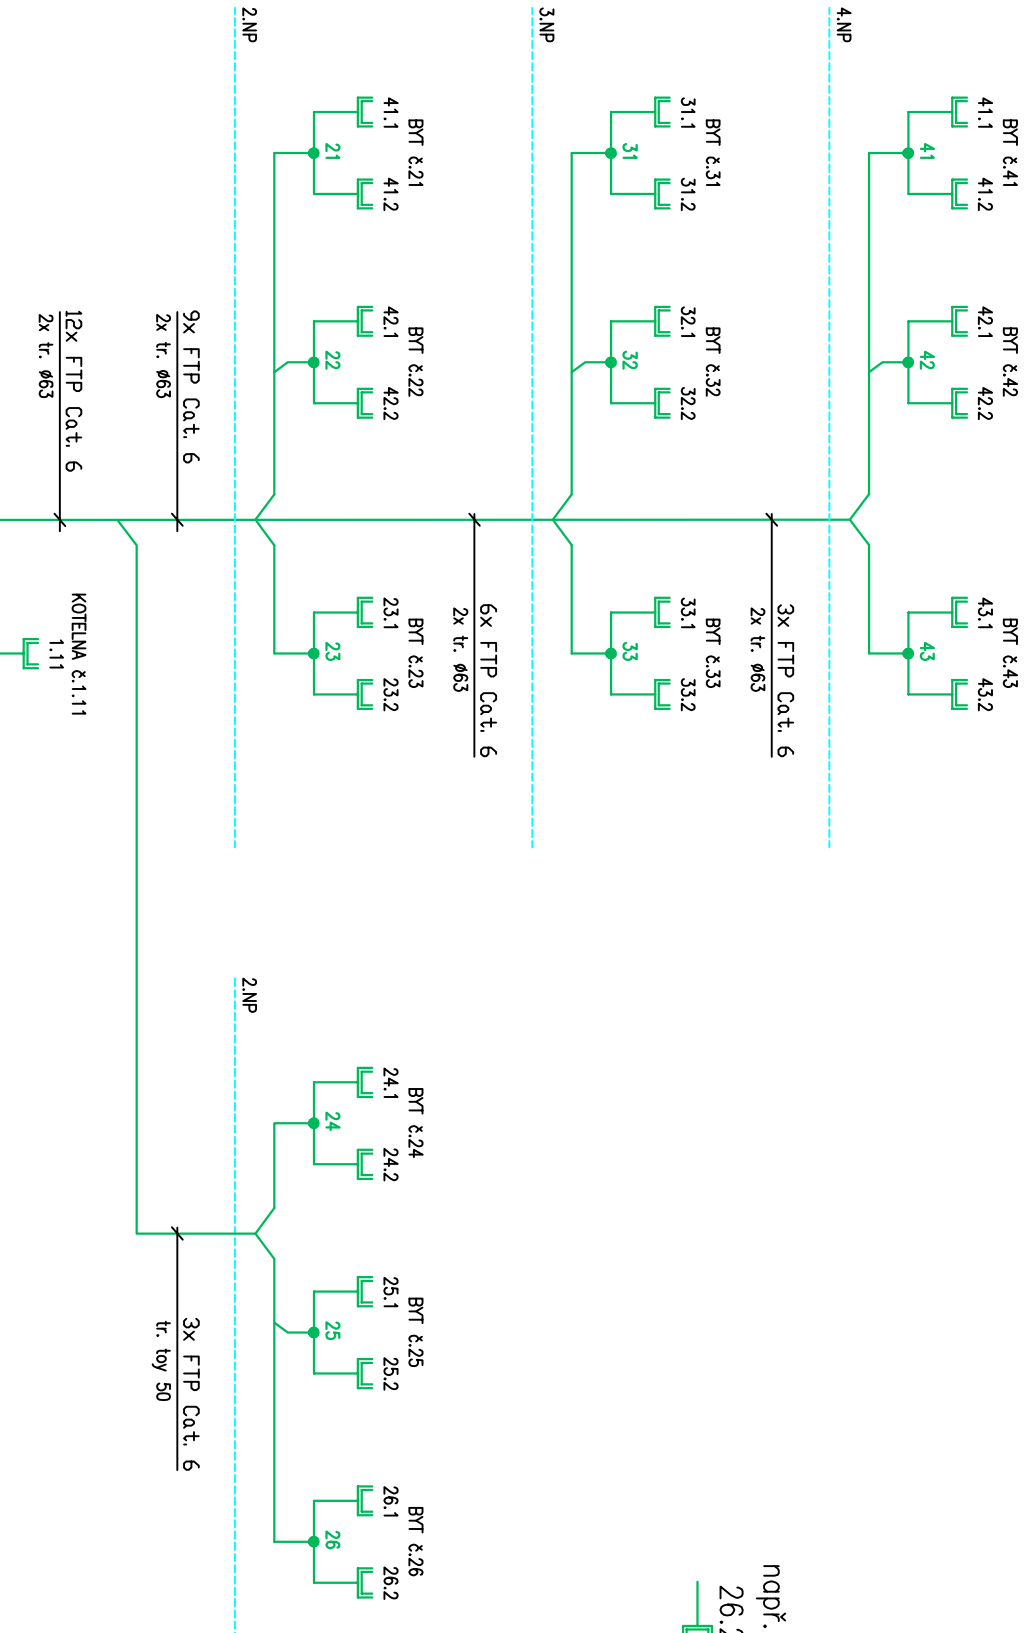 BYT č.41
41.1 41.2
41
BYT č.42
42.1 42.2
42
BYT č.43
43.1 43.2
43
4.NP
3x FTP Cat. 6
2x tr. ø63
BYT č.31
31.1 31.2
31
BYT č.32
32.1 32.2
32
BYT č.33
33.1 33.2
33
3.NP
6x FTP Cat. 6
2x tr. ø63
BYT č.21
41.1 41.2
21
BYT č.22
42.1 42.2
22
BYT č.23
23.1 23.2
23
2.NP
9x FTP Cat. 6
2x tr. ø63
12x FTP Cat. 6
2x tr. ø63
KOTELNA č.1.11
1.11
BYT č.24
24.1 24.2
24
BYT č.25
25.1 25.2
25
BYT č.26
26.1 26.2
26
2.NP
3x FTP Cat. 6
tr. toy 50
např.